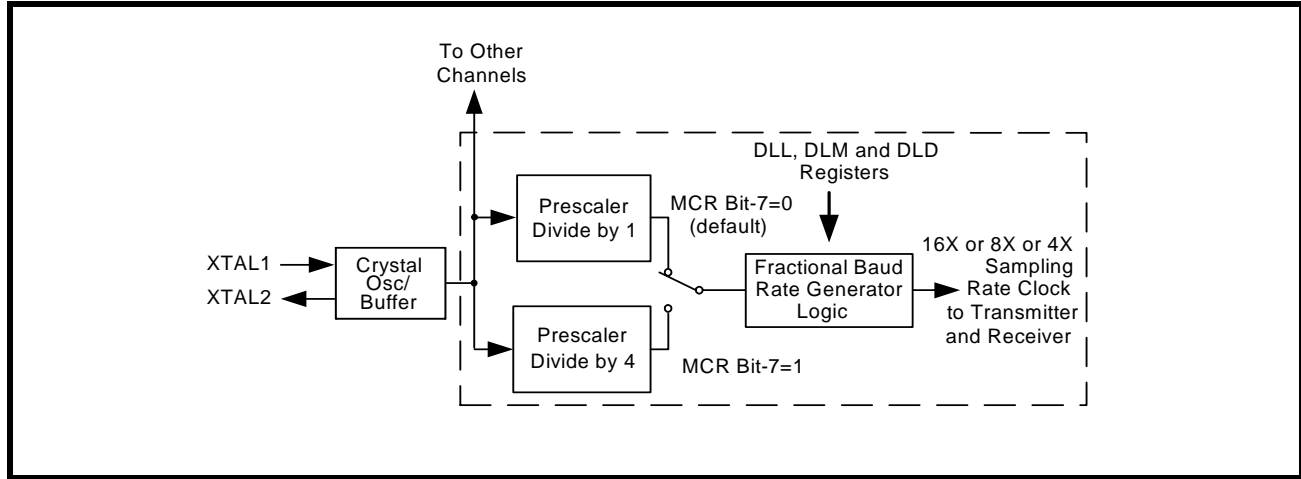 To Other
Channels
DLL, DLM and DLD
Registers
Prescaler
Divide by 1
MCR Bit-7=0
(default)
16X or 8X or 4X
Sampling
Rate Clock
to Transmitter
and Receiver
XTAL1
XTAL2
Crystal
Osc/
Buffer
Fractional Baud
Rate Generator
Logic
Prescaler
Divide by 4
MCR Bit-7=1